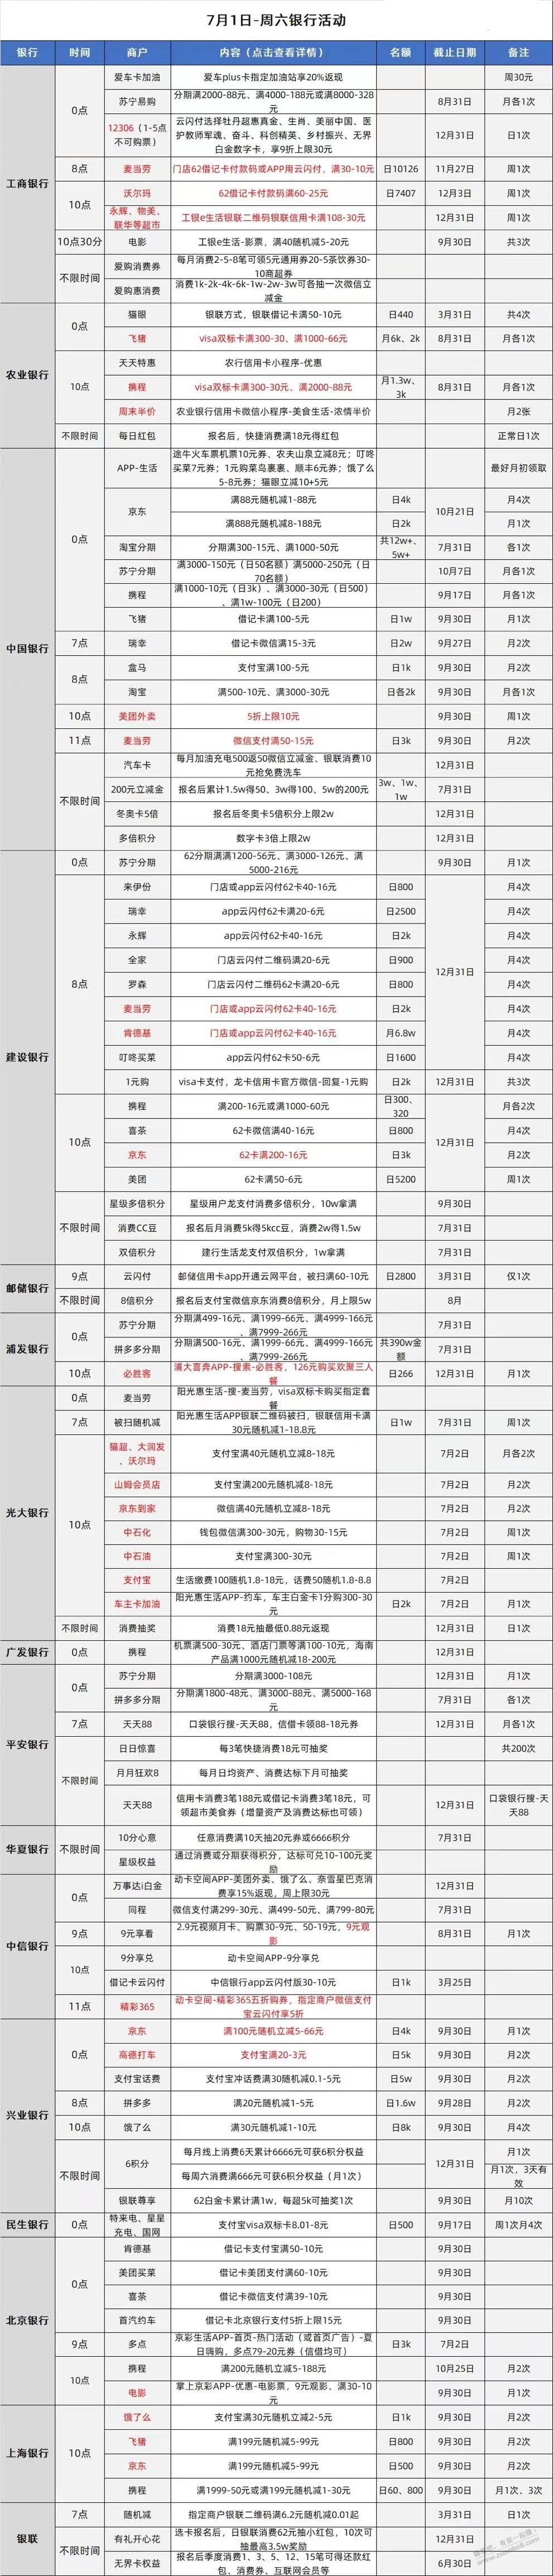 7月1日-周六银行活动
银行 时间 商户 内容（点击查看详情） 名额 截止日期 备注
工商银行
0点
爱车卡加油 爱车plus卡指定加油站享20%返现 周30元
苏宁易购 分期满2000-88元、满4000-188元或满8000-328元 8月31日 月各1次
12306（1-5点不可购票） 云闪付选择牡丹超惠真金、生肖、美丽中国、医护教师军魂、奋斗、科创精英、乡村振兴、无界白金数字卡，享9折上限30元 12月31日 日1次
8点 麦当劳 门店62借记卡付款码或APP用云闪付，满30-10元 日10126 11月27日 周1次
10点 沃尔玛 62借记卡付款码满60-25元 日7407 12月3日 周1次
永辉、物美、联华等超市 工银e生活银联二维码银联信用卡满108-30元 12月31日 周1次
10点30分 电影 工银e生活-影票，满40随机减5-20元 9月30日 共3次
不限时间 爱购消费券 每月消费2-5-8笔可领5元通用券20-5茶饮券30-10商超券
爱购惠消费 消费1k-2k-4k-6k-1w-2w-3w可各抽一次微信立减金
农业银行
0点 猫眼 银联方式，银联借记卡满50-10元 日440 3月31日 共4次
飞猪 visa双标卡满300-30、满1000-66元 月6k、2k 8月31日 月各1次
10点 天天特惠 农行信用卡小程序-优惠
携程 visa双标卡满300-30元、满2000-88元 月1.3w、3k 8月31日 月各1次
周末半价 农业银行信用卡微信小程序-美食生活-浓情半价 月2张
不限时间 每日红包 报名后，快捷消费满18元得红包 正常日1次
中国银行
0点
APP-生活 途牛火车票机票10元券、农夫山泉立减8元；叮咚买菜7元券；1元购菜鸟裹裹、顺丰6元券；饿了么5-8元券；猫眼立减10+5元 最好月初领取
京东 满88元随机减1-88元 日4k 10月21日 月4次
满888元随机减8-188元 日2k 月1次
淘宝分期 分期满300-15元、满1000-50元 共12w+、5w+ 7月31日 各1次
苏宁分期 满3000-150元（日50名额）满5000-250元（日70名额） 10月7日 月各1次
携程 满1000-10元（日3k）、满3000-30元（日500）、满1w-100元（日200） 9月17日 月各1次
飞猪 借记卡满100-5元 日1w 9月30日 月1次
7点 瑞幸 借记卡微信满15-3元 日2w 9月27日 月2次
8点 盒马 支付宝满100-5元 日1k 9月30日 月2次
淘宝 满500-10元、满3000-30元 日各2k 9月30日 月各1次
10点 美团外卖 5折上限10元 9月30日 周1次
11点 麦当劳 微信支付满50-15元 日3k 9月30日 月2次
不限时间
汽车卡 每月加油充电500返50微信立减金、银联消费10元抢免费洗车 12月31日
200元立减金 报名后累计1.5w得50、3w得100、5w的200元 3w、1w、1w 7月31日
冬奥卡5倍 报名后冬奥卡5倍积分上限2w 12月31日
多倍积分 数字卡3倍上限2w 12月31日
建设银行
0点 苏宁分期 62分期满满1200-56元、满3000-126元、满5000-216元 9月30日 月1次
8点
来伊份 门店或app云闪付62卡40-16元 日800 12月31日 月4次
瑞幸 app云闪付62卡满20-6元 日2500 月4次
永辉 app云闪付62卡40-16元 日2k 月4次
全家 门店云闪付二维码满20-6元 日900 月4次
罗森 门店云闪付二维码62卡满20-6元 日800 月4次
麦当劳 门店或app云闪付62卡40-16元 日2k 月4次
肯德基 门店或app云闪付62卡40-16元 月6.8w 月4次
叮咚买菜 app云闪付62卡50-6元 日1600 月4次
1元购 visa卡支付，龙卡信用卡官方微信-回复-1元购 日2k 12月31日 共3次
10点
携程 满200-16元或满1000-60元 日300、320 12月31日 月各2次
喜茶 62卡微信满40-16元 日800 月4次
京东 62卡满200-16元 日3k 月2次
美团 62卡满50-6元 日5200 周1次
不限时间
星级多倍积分 星级用户龙支付消费多倍积分，10w拿满 9月30日
消费CC豆 报名后月消费5k得5kcc豆，消费2w得1.5w 7月31日
双倍积分 建行生活龙支付双倍积分，1w拿满 7月31日
邮储银行
9点 云闪付 邮储信用卡app开通云网平台，被扫满60-10元 日2800 3月31日 仅1次
不限时间 8倍积分 报名后支付宝微信京东消费8倍积分，月上限5w 8月
浦发银行
0点 苏宁分期 分期满499-16元、满1999-66元、满4999-166元、满7999-266元 7月31日
拼多多分期 分期满500-16元、满1999-66元、满4999-166元、满7999-266元 共390w金额 7月31日
10点 必胜客 浦大喜奔APP-搜索-必胜客，126元购买欢聚三人餐 日266 12月31日 月1次
光大银行
0点 麦当劳 阳光惠生活-搜-麦当劳，visa双标卡购买指定套餐
7点 被扫随机减 阳光惠生活APP银联二维码被扫，银联信用卡满30元随机减1-18.8元 日1w 7月31日 周1次
10点
猫超、大润发、沃尔玛 支付宝满40元随机立减8-18元 7月2日 月各2次
山姆会员店 支付宝满200元随机减8-18元 7月2日 月2次
京东到家 微信满40元随机立减8-18元 7月2日 月2次
中石化 钱包微信满300-30元，购物30-15元 7月2日 周1次
中石油 支付宝满300-30元 7月2日 周1次
支付宝 生活缴费100随机1.8-18元，话费50随机1.8-8.8 7月2日
车主卡加油 阳光惠生活APP-约车，车主白金卡1分购300-30元 日2k 7月2日 月1次
不限时间 消费抽奖 消费18元抽最低0.88元返现 12月31日 日1次
广发银行
0点 携程 机票满500-30元、酒店门票等满100-10元，海南产品满1000元随机减18-200元 12月31日
平安银行
0点 苏宁分期 分期满3000-108元 12月31日 月1次
拼多多分期 分期满1800-48元、满3000-88元、满5000-168元 7月31日 各1次
7点 天天88 口袋银行搜-天天88，信借卡领88-18元券 12月31日 月各1次
不限时间
日日惊喜 每3笔快捷消费18元可抽奖 共200次
月月狂欢8 每月日均资产、消费达标下月可抽奖
天天88 信用卡消费3笔188元或借记卡消费3笔18元，可领超市美食券（增量资产及消费达标也可领） 12月31日 口袋银行搜-天天88
华夏银行
不限时间 10分心意 任意消费满10天抽20元券或6666积分 7月31日
星级权益 通过消费或分期获得积分，达标可兑10-100元奖励
中信银行
0点 万事达i白金 动卡空间APP-美团外卖、饿了么、奈雪星巴克消费享15%返现，周上限30元 12月31日
同程 微信支付满299-30元、满499-50元、满799-80元 7月31日
9点 9元享看 2.9元视频月卡、购票30-9元、50-19元，9元观影 8月31日 月1次
10点 9分享兑 动卡空间APP-9分享兑
借记卡云闪付 中信银行app云闪付版30-10元 日1k 3月25日
11点 精彩365 动卡空间-精彩365五折购券，指定商户微信支付宝云闪付享5折
兴业银行
0点 京东 满100元随机立减5-66元 日4k 9月30日 月1次
高德打车 支付宝满20-3元 日5k 9月30日 月2次
支付宝话费 支付宝冲话费满30随机减0.1-5元 日5w 9月30日 月2次
8点 拼多多 满20元随机减1-5元 日1.6w 9月28日 月2次
10点 饿了么 满30元随机减1-10元 日8k 9月30日 月4次
不限时间 6积分 每月线上消费6天累计6666元可获6积分权益 12月31日 月1次
每周六消费满666元可获6积分权益（月1次） 月1次，3天有效
银联尊享 62白金卡累计满1w，每超5k可抽奖1次 9月30日 月10次
民生银行
0点 特来电、星星充电、国网 支付宝visa双标卡8.01-8元 日500 9月17日 周1次月4次
北京银行
0点 肯德基 借记卡支付宝满50-10元 9月30日
美团买菜 借记卡美团支付满60-10元 9月30日
喜茶 借记卡微信支付满39-10元 9月30日
首汽约车 借记卡北京银行支付5折上限15元 9月30日
9点 多点 京彩生活APP-首页-热门活动（或首页广告）-夏日嗨购，多点79-20元券（信借均可） 日3k 7月2日
10点 携程 满200元随机立减5-188元 10月25日 月2次
电影 掌上京彩APP-优惠-电影票，9元观影、满30-10元 9月30日 月1次
上海银行
10点 饿了么 支付宝满30元随机立减2-5元 日1k 9月30日 月2次
飞猪 满199元随机减5-99元 日800 9月30日 月2次
京东 满199元随机减5-99元 日500 9月30日 月2次
携程 满1999-50元或满199元随机减1-30元 日60、800 9月30日 月1次、3次
银联
7点 随机减 指定商户银联二维码满6.2元随机减0.01起 3月31日 日1次
不限时间 有礼开心花 选卡报名后，日银联消费62元抽小红包，10次可抽最高3.5w奖励 12月31日
无界卡权益 报名后季度消费1、3、5、12、15笔可得还款红包、消费券、互联网会员等 6月30日